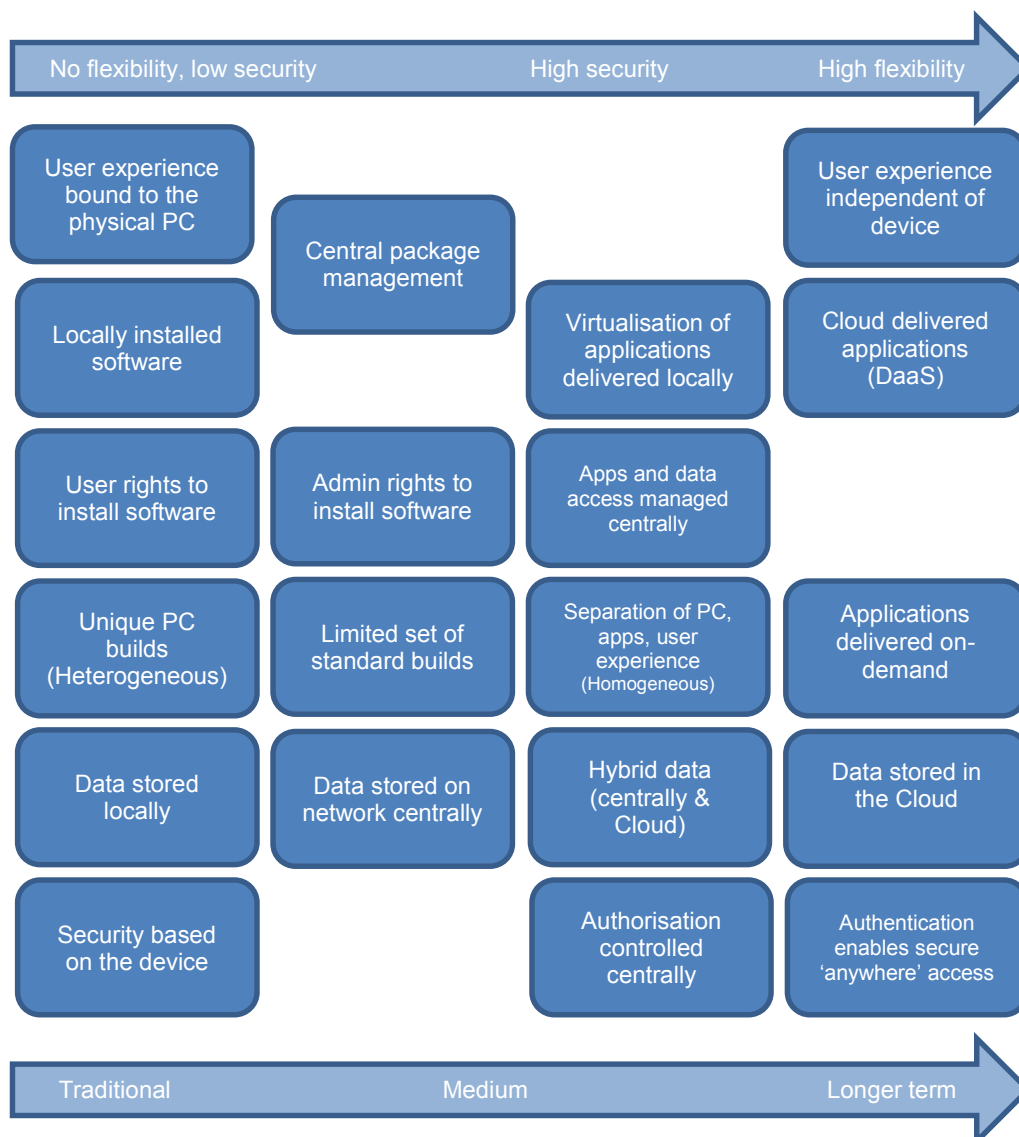 No flexibility, low security
High security
High flexibility
User experience
bound to the
physical PC
Central package
management
User experience
independent of
device
Locally installed
software
Virtualisation of
applications
delivered locally
Cloud delivered
applications
(DaaS)
User rights to
install software
Admin rights to
install software
Apps and data
access managed
centrally
Unique PC
builds
(Heterogeneous)
Limited set of
standard builds
Separation of PC,
apps, user
experience
(Homogeneous)
Applications
delivered on-
demand
Data stored
locally
Data stored on
network centrally
Hybrid data
(centrally &
Cloud)
Data stored in
the Cloud
Security based
on the device
Authorisation
controlled
centrally
Authentication
enables secure
‘anywhere’ access
Traditional
Medium
Longer term